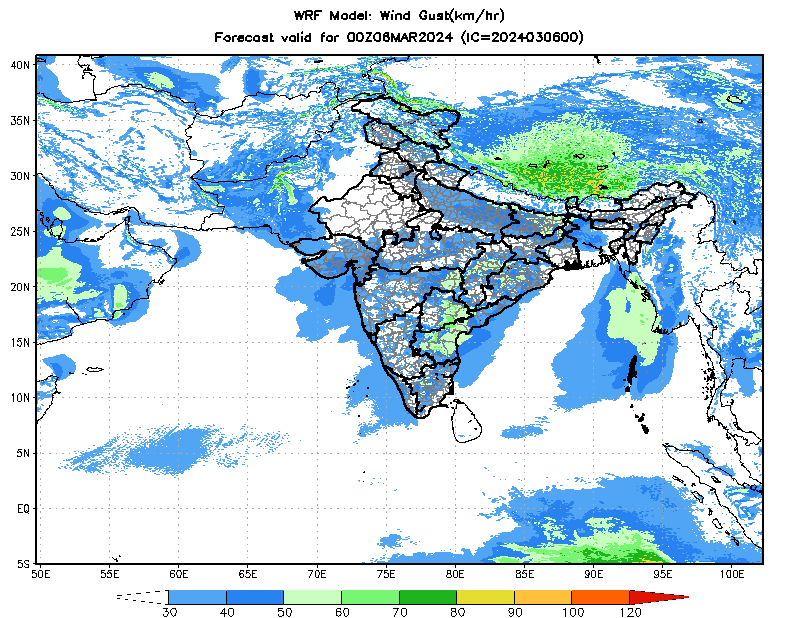 WRF Model: Wind Gust(km/hr)
Forecast valid for 00Z06MAR2024 (IC=2024030600)
40N
35N
30N
25N
20N
15N
10N
5N
EQ
5S
50E 55E 60E 65E 70E 75E 80E 85E 90E 95E 100E
30 40 50 60 70 80 90 100 120